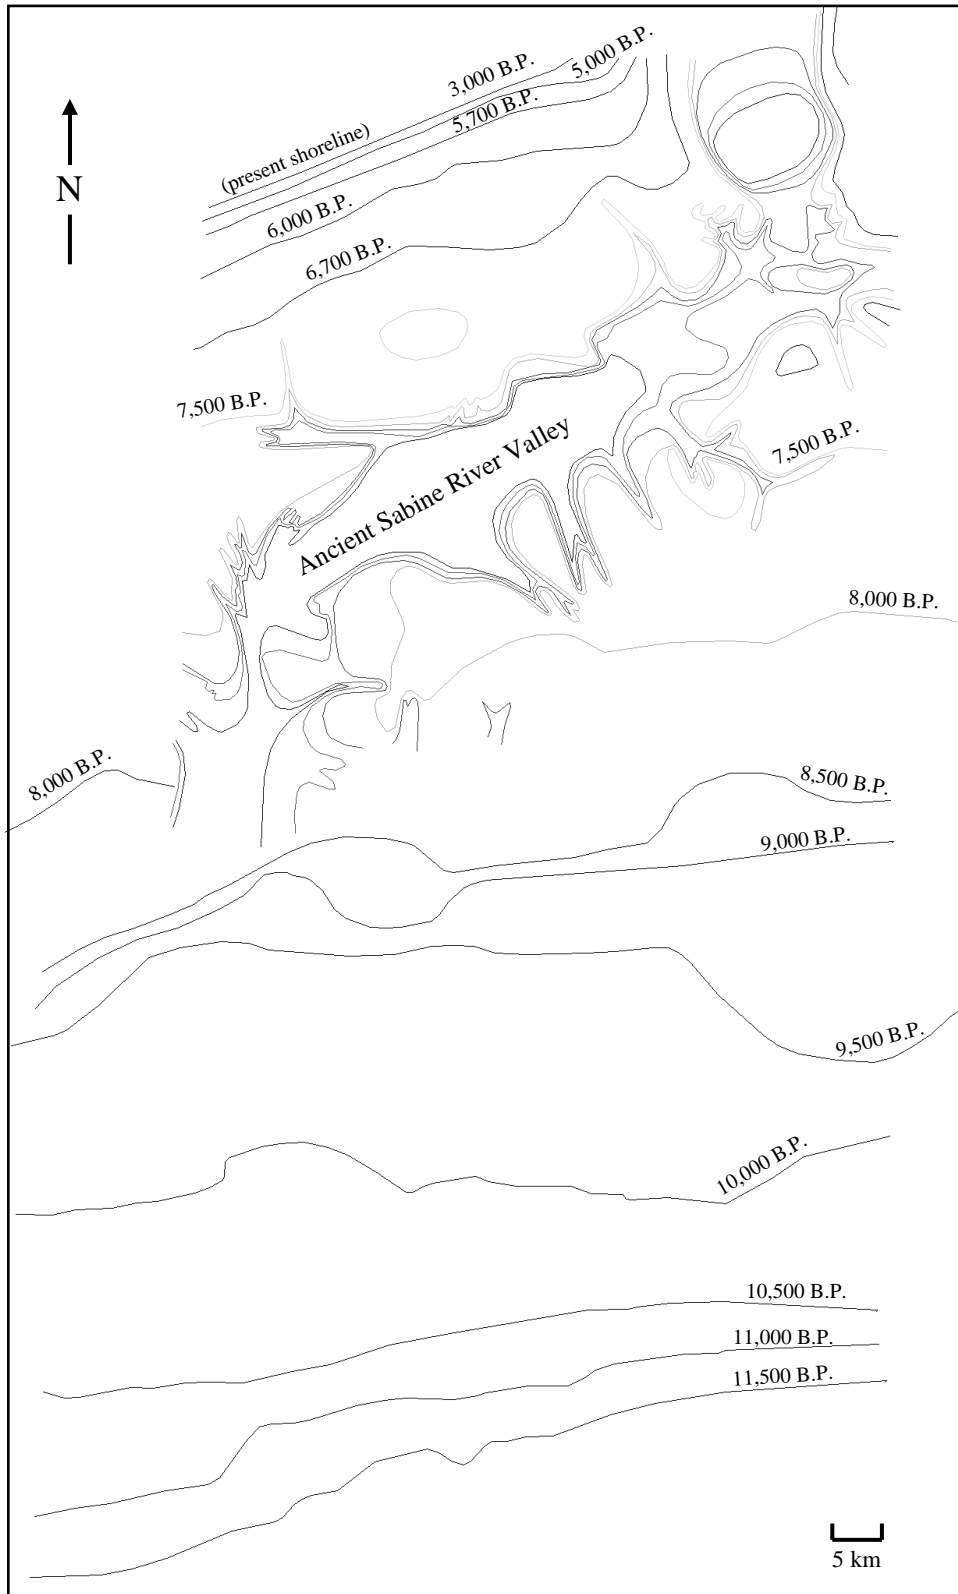 3,000 B.P.
5,000 B.P.
5,700 B.P.
(present shoreline)
N
6,000 B.P.
6,700 B.P.
7,500 B.P.
7,500 B.P.
Ancient Sabine River Valley
8,000 B.P.
8,000 B.P.
8,500 B.P.
9,000 B.P.
9,500 B.P.
10,000 B.P.
10,500 B.P.
11,000 B.P.
11,500 B.P.
5 km